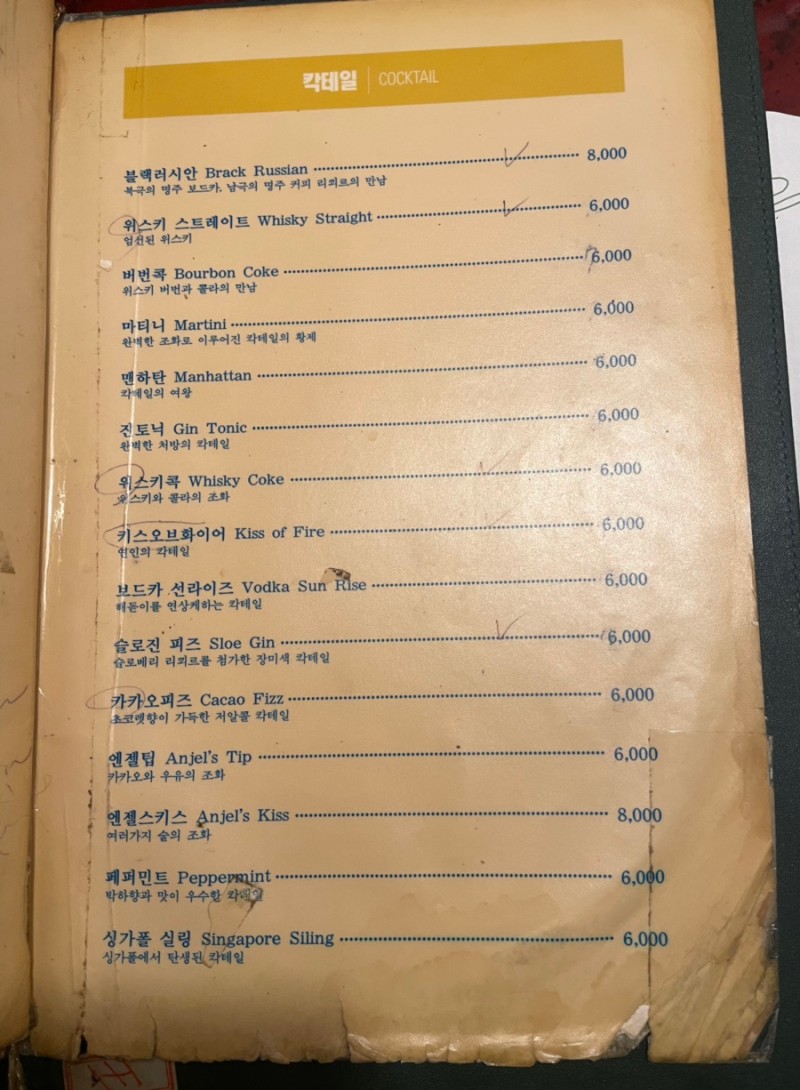 칵테일 | COCKTAIL
블랙러시안 Brack Russian 8,000
북극의 명주 보드카, 남극의 명주 커피 리쾨르의 만남
위스키 스트레이트 Whisky Straight 6,000
엄선된 위스키
버번콕 Bourbon Coke 6,000
위스키 버번과 콜라의 만남
마티니 Martini 6,000
완벽한 조화로 이루어진 칵테일의 황제
맨하탄 Manhattan 6,000
칵테일의 여왕
진토닉 Gin Tonic 6,000
완벽한 처방의 칵테일
위스키콕 Whisky Coke 6,000
위스키와 콜라의 조화
키스오브화이어 Kiss of Fire 6,000
연인의 칵테일
보드카 선라이즈 Vodka Sun Rise 6,000
해돋이를 연상케하는 칵테일
슬로진 피즈 Sloe Gin 6,000
슬로베리 리쾨르를 첨가한 장미색 칵테일
카카오피즈 Cacao Fizz 6,000
초코렛향이 가득한 저알콜 칵테일
엔젤팁 Anjel's Tip 6,000
카카오와 우유의 조화
엔젤스키스 Anjel's Kiss 8,000
여러가지 술의 조화
페퍼민트 Peppermint 6,000
박하향과 맛이 우수한 칵테일
싱가폴 실링 Singapore Siling 6,000
싱가폴에서 탄생된 칵테일